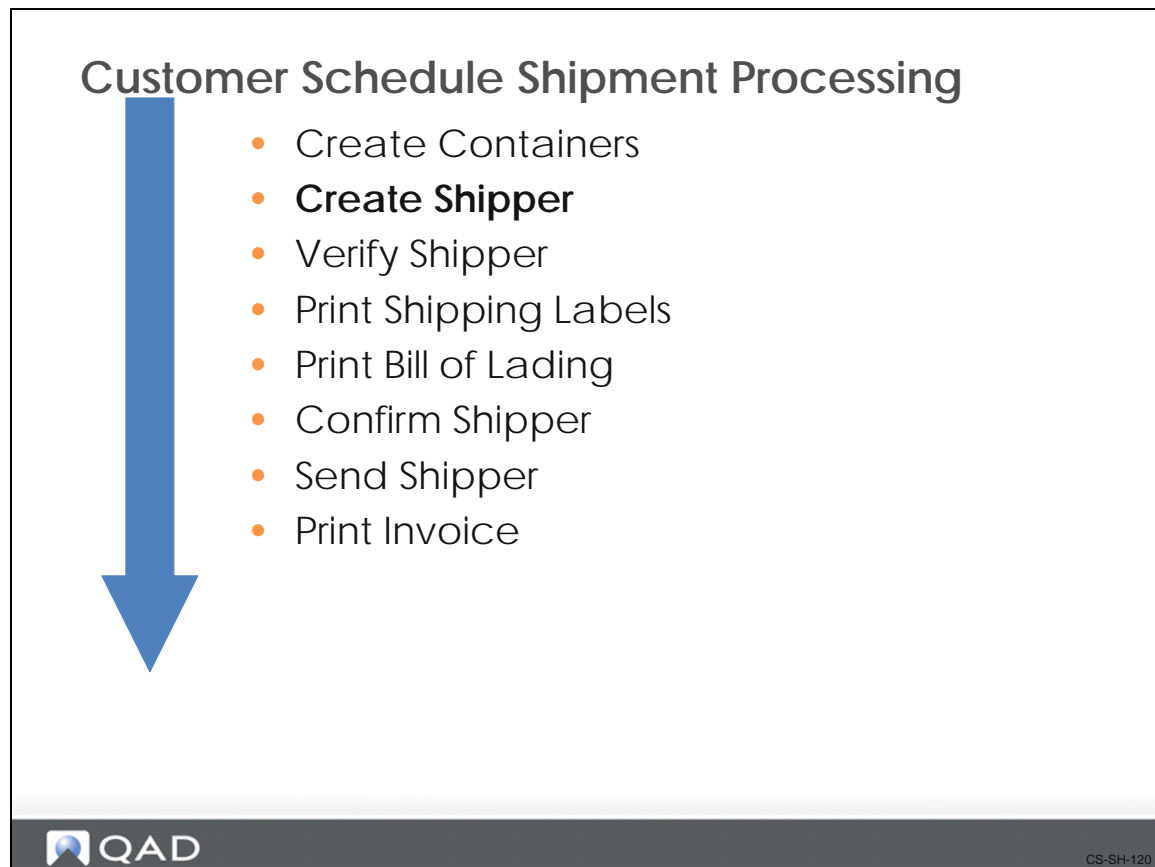 Customer Schedule Shipment Processing
• Create Containers
• Create Shipper
• Verify Shipper
• Print Shipping Labels
• Print Bill of Lading
• Confirm Shipper
• Send Shipper
• Print Invoice
QAD
CS-SH-120